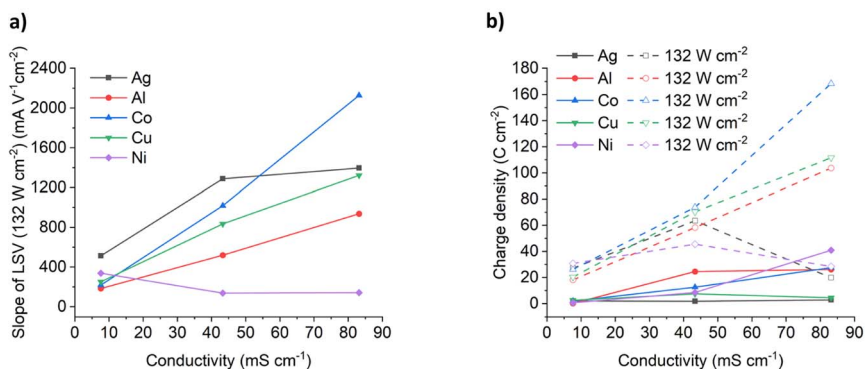 a)
Slope of LSV (132 W cm⁻²) (mA V⁻¹cm⁻²)
2400
2000
1600
1200
800
400
0
Ag
Al
Co
Cu
Ni
0 10 20 30 40 50 60 70 80 90
Conductivity (mS cm⁻¹)
b)
Charge density (C cm⁻²)
180
160
140
120
100
80
60
40
20
0
Ag 132 W cm⁻²
Al 132 W cm⁻²
Co 132 W cm⁻²
Cu 132 W cm⁻²
Ni 132 W cm⁻²
0 10 20 30 40 50 60 70 80 90
Conductivity (mS cm⁻¹)